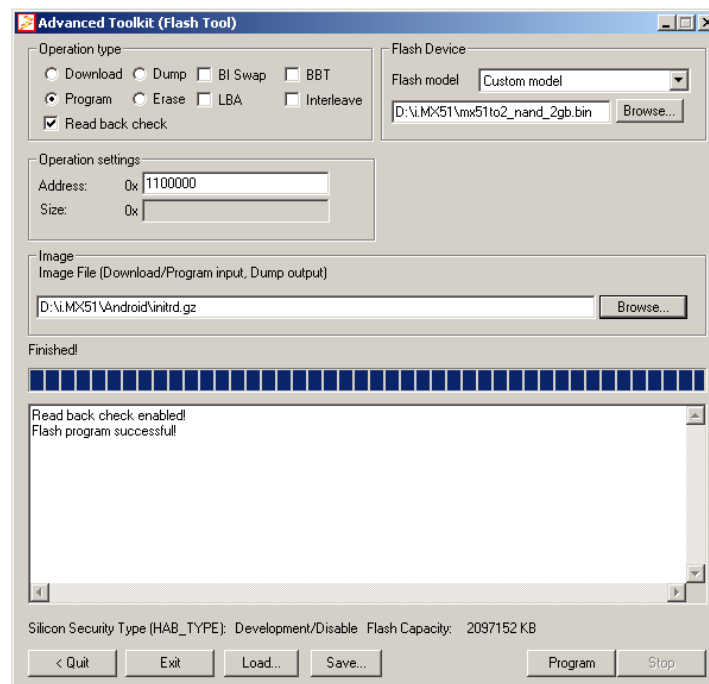 Advanced Toolkit (Flash Tool)
Operation type
Download Dump BI Swap BBT
Program Erase LBA Interleave
Read back check
Flash Device
Flash model Custom model
D:\i.MX51\mx51to2_nand_2gb.bin Browse...
Operation settings
Address: 0x 1100000
Size: 0x
Image
Image File (Download/Program input, Dump output)
D:\i.MX51\Android\initrd.gz Browse...
Finished!
Read back check enabled!
Flash program successful!
Silicon Security Type (HAB_TYPE): Development/Disable Flash Capacity: 2097152 KB
< Quit Exit Load... Save... Program Stop